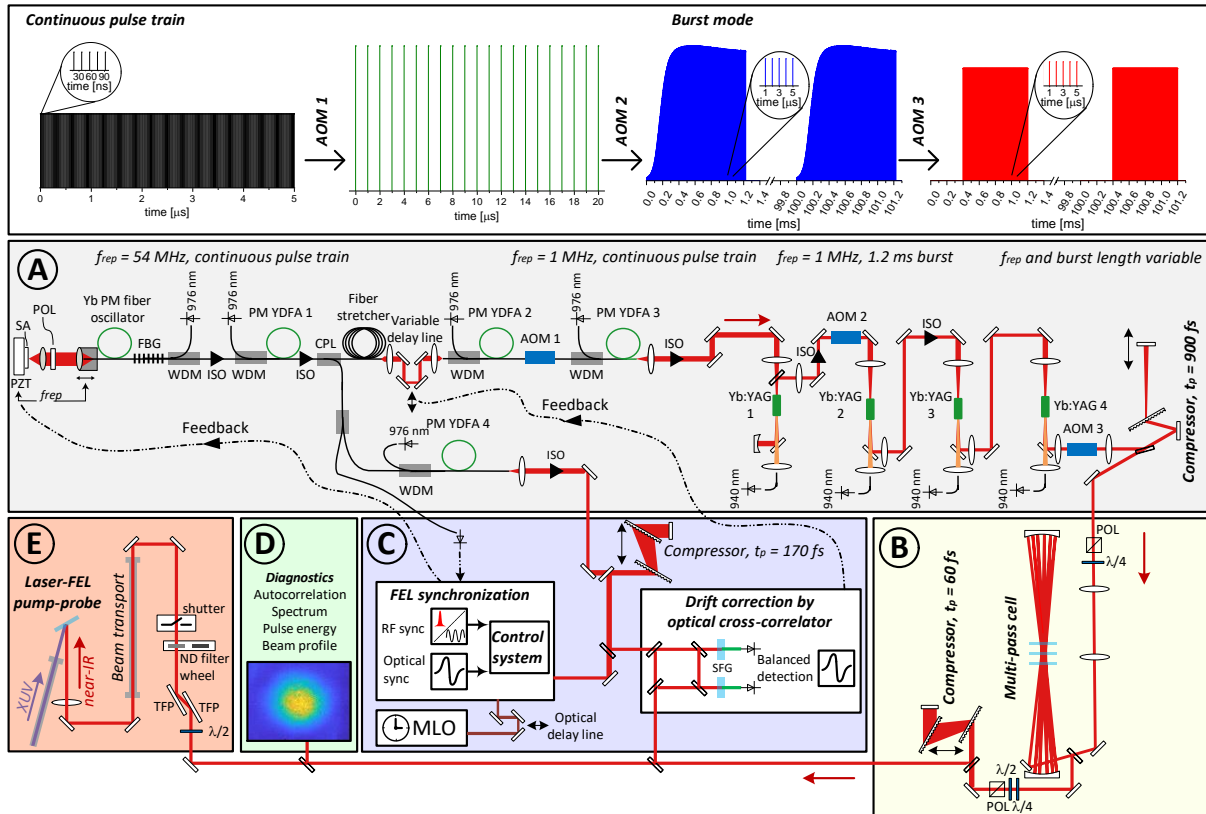 Continuous pulse train
Burst mode
30 60 90
time [ns]
0 1 2 3 4 5
time [µs]
AOM 1
0 2 4 6 8 10 12 14 16 18 20
time [µs]
AOM 2
1 3 5
time [µs]
0.0 0.2 0.4 0.6 0.8 1.0 1.2 1.4 99.8 100.0 100.2 100.4 100.6 100.8 101.0 101.2
time [ms]
AOM 3
1 3 5
time [µs]
0.0 0.2 0.4 0.6 0.8 1.0 1.2 1.4 99.8 100.0 100.2 100.4 100.6 100.8 101.0 101.2
time [ms]
A
frep = 54 MHz, continuous pulse train
frep = 1 MHz, continuous pulse train
frep = 1 MHz, 1.2 ms burst
frep and burst length variable
SA
POL
Yb PM fiber
oscillator
FBG
976 nm
WDM
ISO
976 nm
WDM
PM YDFA 1
ISO
CPL
Fiber
stretcher
Variable
delay line
976 nm
WDM
PM YDFA 2
AOM 1
976 nm
WDM
PM YDFA 3
ISO
ISO
AOM 2
ISO
PZT
frep
Yb:YAG
1
Yb:YAG
2
Yb:YAG
3
Yb:YAG 4
AOM 3
Compressor, tp = 900 fs
Feedback
Feedback
976 nm
WDM
PM YDFA 4
ISO
940 nm
940 nm
940 nm
940 nm
E
Laser-FEL
pump-probe
XUV
near-IR
Beam transport
shutter
ND filter
wheel
TFP
TFP
λ/2
D
Diagnostics
Autocorrelation
Spectrum
Pulse energy
Beam profile
C
Compressor, tp = 170 fs
FEL synchronization
RF sync
Optical
sync
Control
system
MLO
Optical
delay line
Drift correction by
optical cross-correlator
SFG
Balanced
detection
B
POL
λ/4
Multi-pass cell
Compressor, tp = 60 fs
λ/2
POL
λ/4